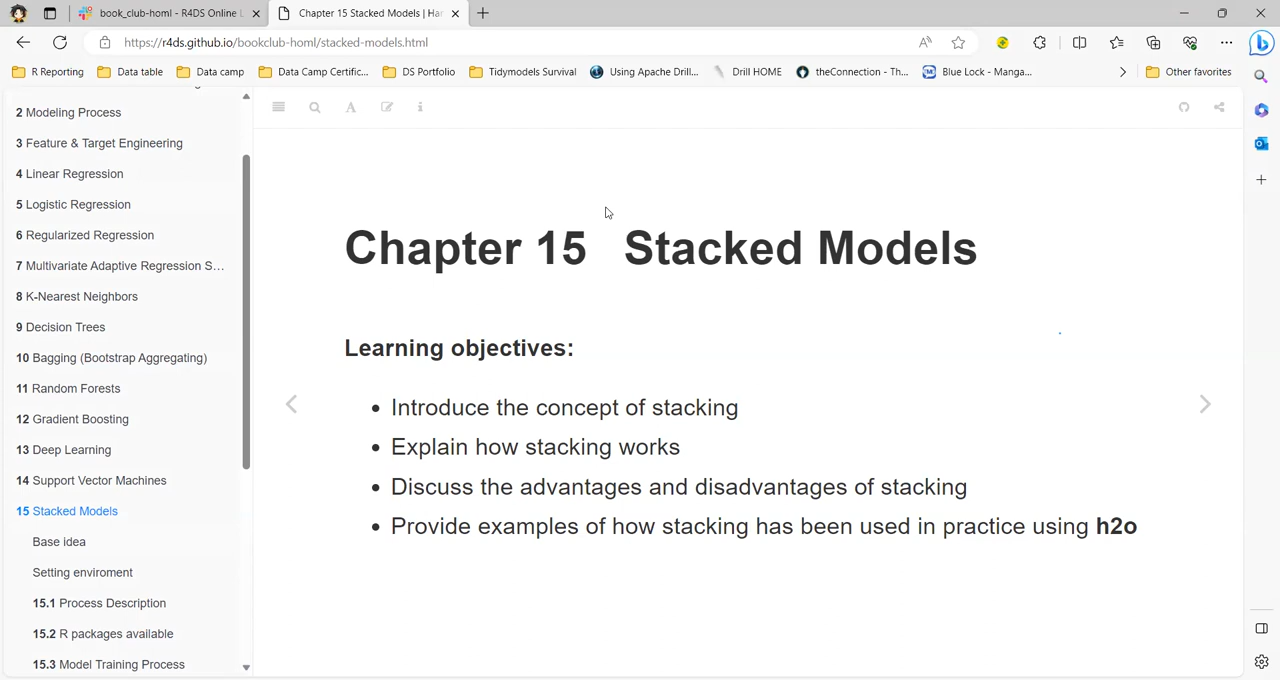 book_club-homl - R4DS Online L
Chapter 15 Stacked Models | Har
https://r4ds.github.io/bookclub-homl/stacked-models.html
R Reporting
Data table
Data camp
Data Camp Certific...
DS Portfolio
Tidymodels Survival
Using Apache Drill...
Drill HOME
theConnection - Th...
Blue Lock - Manga...
Other favorites
2 Modeling Process
3 Feature & Target Engineering
4 Linear Regression
5 Logistic Regression
6 Regularized Regression
7 Multivariate Adaptive Regression S...
8 K-Nearest Neighbors
9 Decision Trees
10 Bagging (Bootstrap Aggregating)
11 Random Forests
12 Gradient Boosting
13 Deep Learning
14 Support Vector Machines
15 Stacked Models
Base idea
Setting enviroment
15.1 Process Description
15.2 R packages available
15.3 Model Training Process
Chapter 15 Stacked Models
Learning objectives:
• Introduce the concept of stacking
• Explain how stacking works
• Discuss the advantages and disadvantages of stacking
• Provide examples of how stacking has been used in practice using h2o